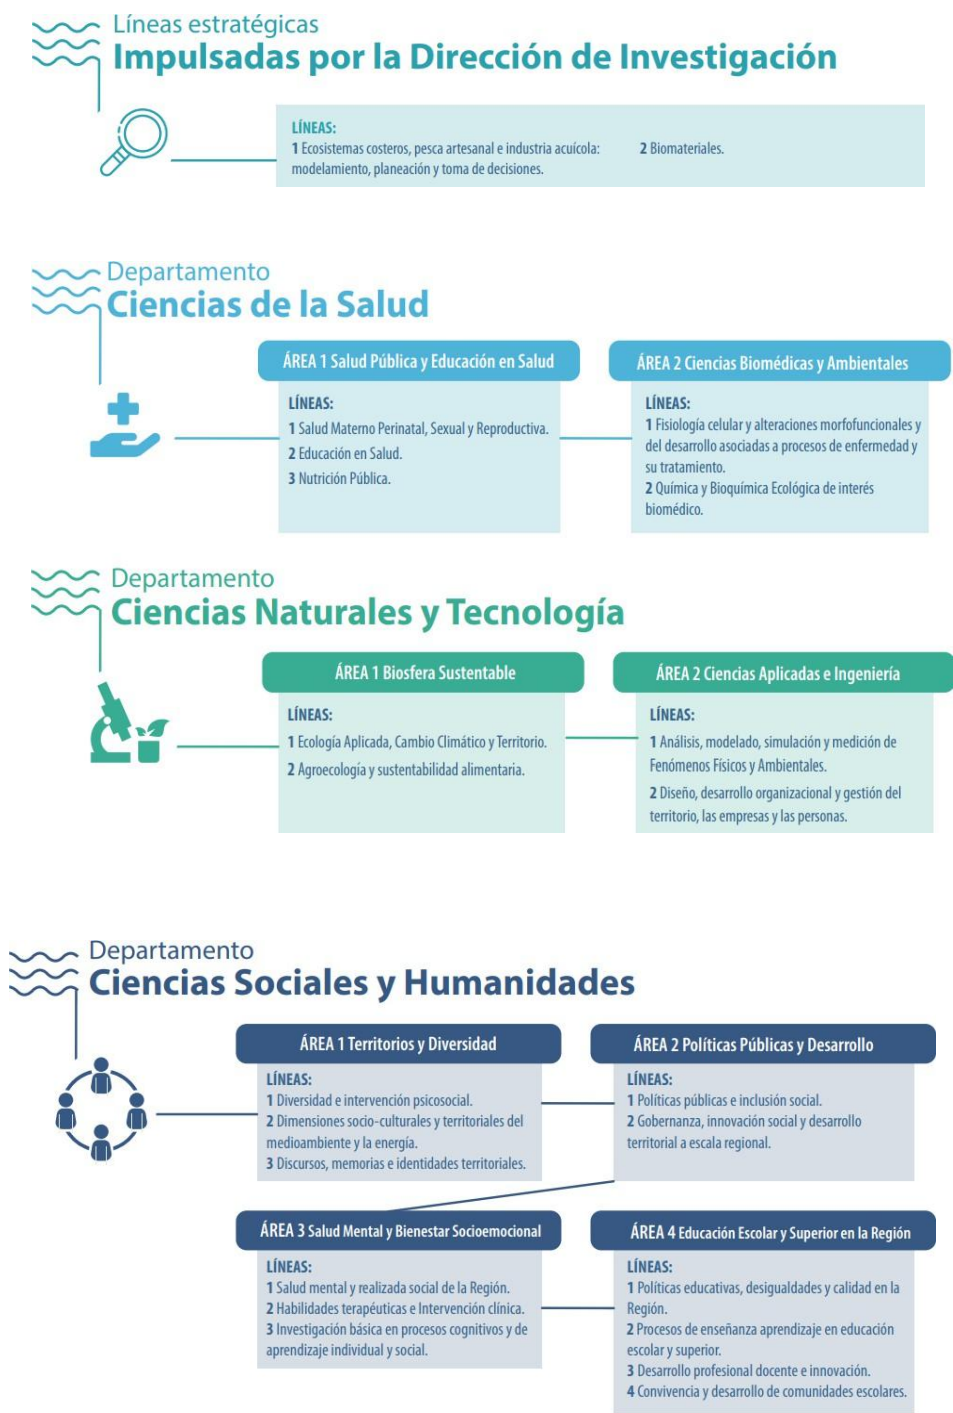 Líneas estratégicas
Impulsadas por la Dirección de Investigación
LÍNEAS:
1 Ecosistemas costeros, pesca artesanal e industria acuícola:
modelamiento, planeación y toma de decisiones.
2 Biomateriales.
Departamento
Ciencias de la Salud
ÁREA 1 Salud Pública y Educación en Salud
LÍNEAS:
1 Salud Materno Perinatal, Sexual y Reproductiva.
2 Educación en Salud.
3 Nutrición Pública.
ÁREA 2 Ciencias Biomédicas y Ambientales
LÍNEAS:
1 Fisiología celular y alteraciones morfofuncionales y
del desarrollo asociadas a procesos de enfermedad y
su tratamiento.
2 Química y Bioquímica Ecológica de interés
biomédico.
Departamento
Ciencias Naturales y Tecnología
ÁREA 1 Biosfera Sustentable
LÍNEAS:
1 Ecología Aplicada, Cambio Climático y Territorio.
2 Agroecología y sustentabilidad alimentaria.
ÁREA 2 Ciencias Aplicadas e Ingeniería
LÍNEAS:
1 Análisis, modelado, simulación y medición de
Fenómenos Físicos y Ambientales.
2 Diseño, desarrollo organizacional y gestión del
territorio, las empresas y las personas.
Departamento
Ciencias Sociales y Humanidades
ÁREA 1 Territorios y Diversidad
LÍNEAS:
1 Diversidad e intervención psicosocial.
2 Dimensiones socio-culturales y territoriales del
medioambiente y la energía.
3 Discursos, memorias e identidades territoriales.
ÁREA 2 Políticas Públicas y Desarrollo
LÍNEAS:
1 Políticas públicas e inclusión social.
2 Gobernanza, innovación social y desarrollo
territorial a escala regional.
ÁREA 3 Salud Mental y Bienestar Socioemocional
LÍNEAS:
1 Salud mental y realizada social de la Región.
2 Habilidades terapéuticas e Intervención clínica.
3 Investigación básica en procesos cognitivos y de
aprendizaje individual y social.
ÁREA 4 Educación Escolar y Superior en la Región
LÍNEAS:
1 Políticas educativas, desigualdades y calidad en la
Región.
2 Procesos de enseñanza aprendizaje en educación
escolar y superior.
3 Desarrollo profesional docente e innovación.
4 Convivencia y desarrollo de comunidades escolares.